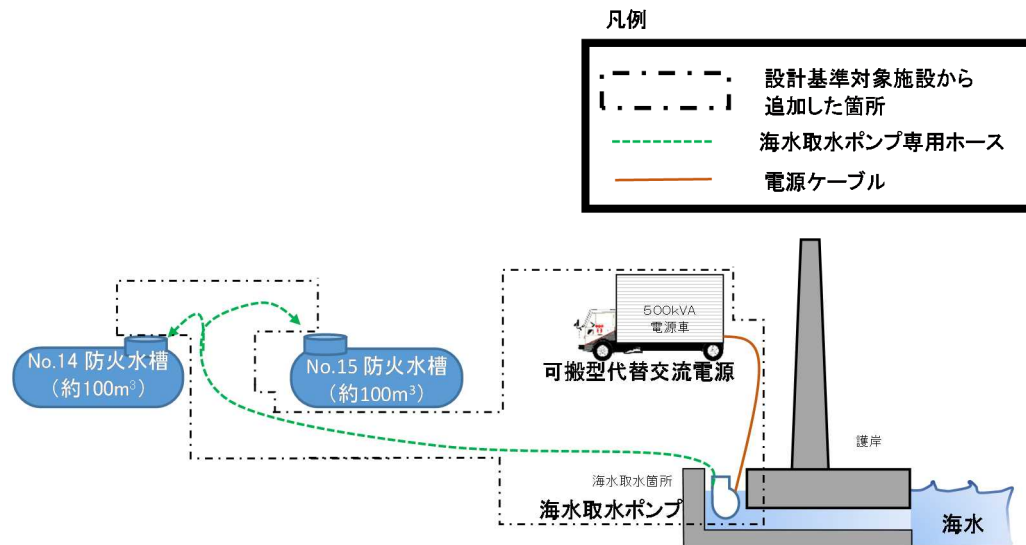 凡例
設計基準対象施設から
追加した箇所
海水取水ポンプ専用ホース
電源ケーブル
500kVA
電源車
可搬型代替交流電源
No.14 防火水槽
（約100m³）
No.15 防火水槽
（約100m³）
護岸
海水取水箇所
海水取水ポンプ
海水